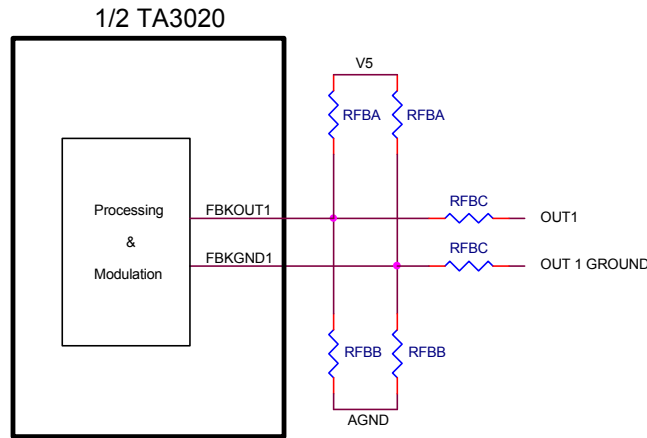 1/2 TA3020
V5
RFBA RFBA
Processing
&
Modulation
FBKOUT1
RFBC
OUT1
FBKGND1
RFBC
OUT 1 GROUND
RFBB RFBB
AGND